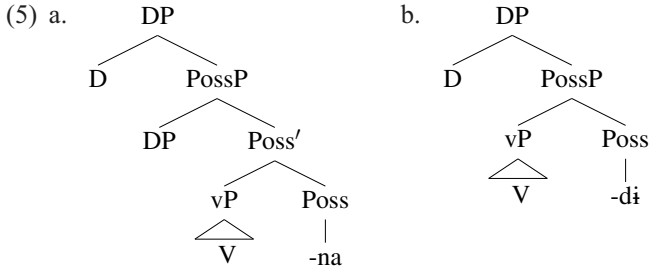 (5) a. DP b. DP
D PossP D PossP
DP Poss′ vP Poss
vP Poss V -dɨ
V -na